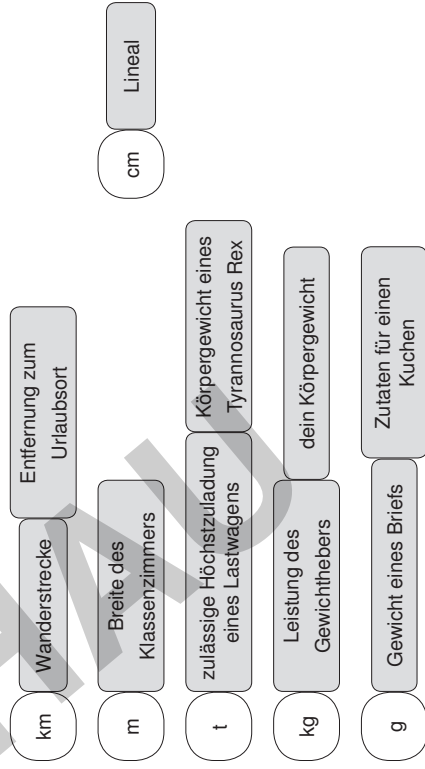 km
Wanderstrecke
Entfernung zum
Urlaubsort
m
Breite des
Klassenzimmers
cm
Lineal
t
zulässige Höchstzuladung
eines Lastwagens
Körpergewicht eines
Tyrannosaurus Rex
kg
Leistung des
Gewichthebers
dein Körpergewicht
g
Gewicht eines Briefs
Zutaten für einen
Kuchen
HAU